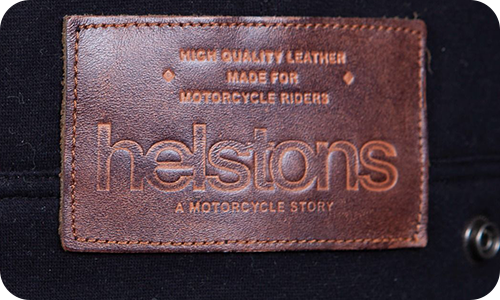 HIGH QUALITY LEATHER
MADE FOR
MOTORCYCLE RIDERS
helstons
A MOTORCYCLE STORY